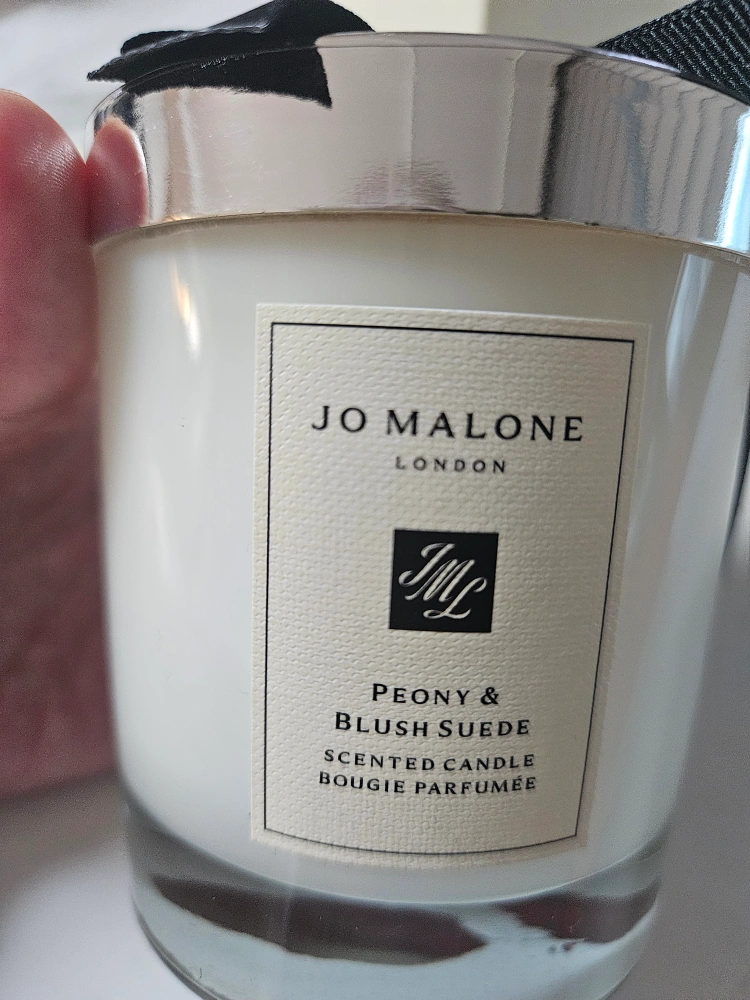 JO MALONE
LONDON
JML
PEONY &
BLUSH SUEDE
SCENTED CANDLE
BOUGIE PARFUMÉE